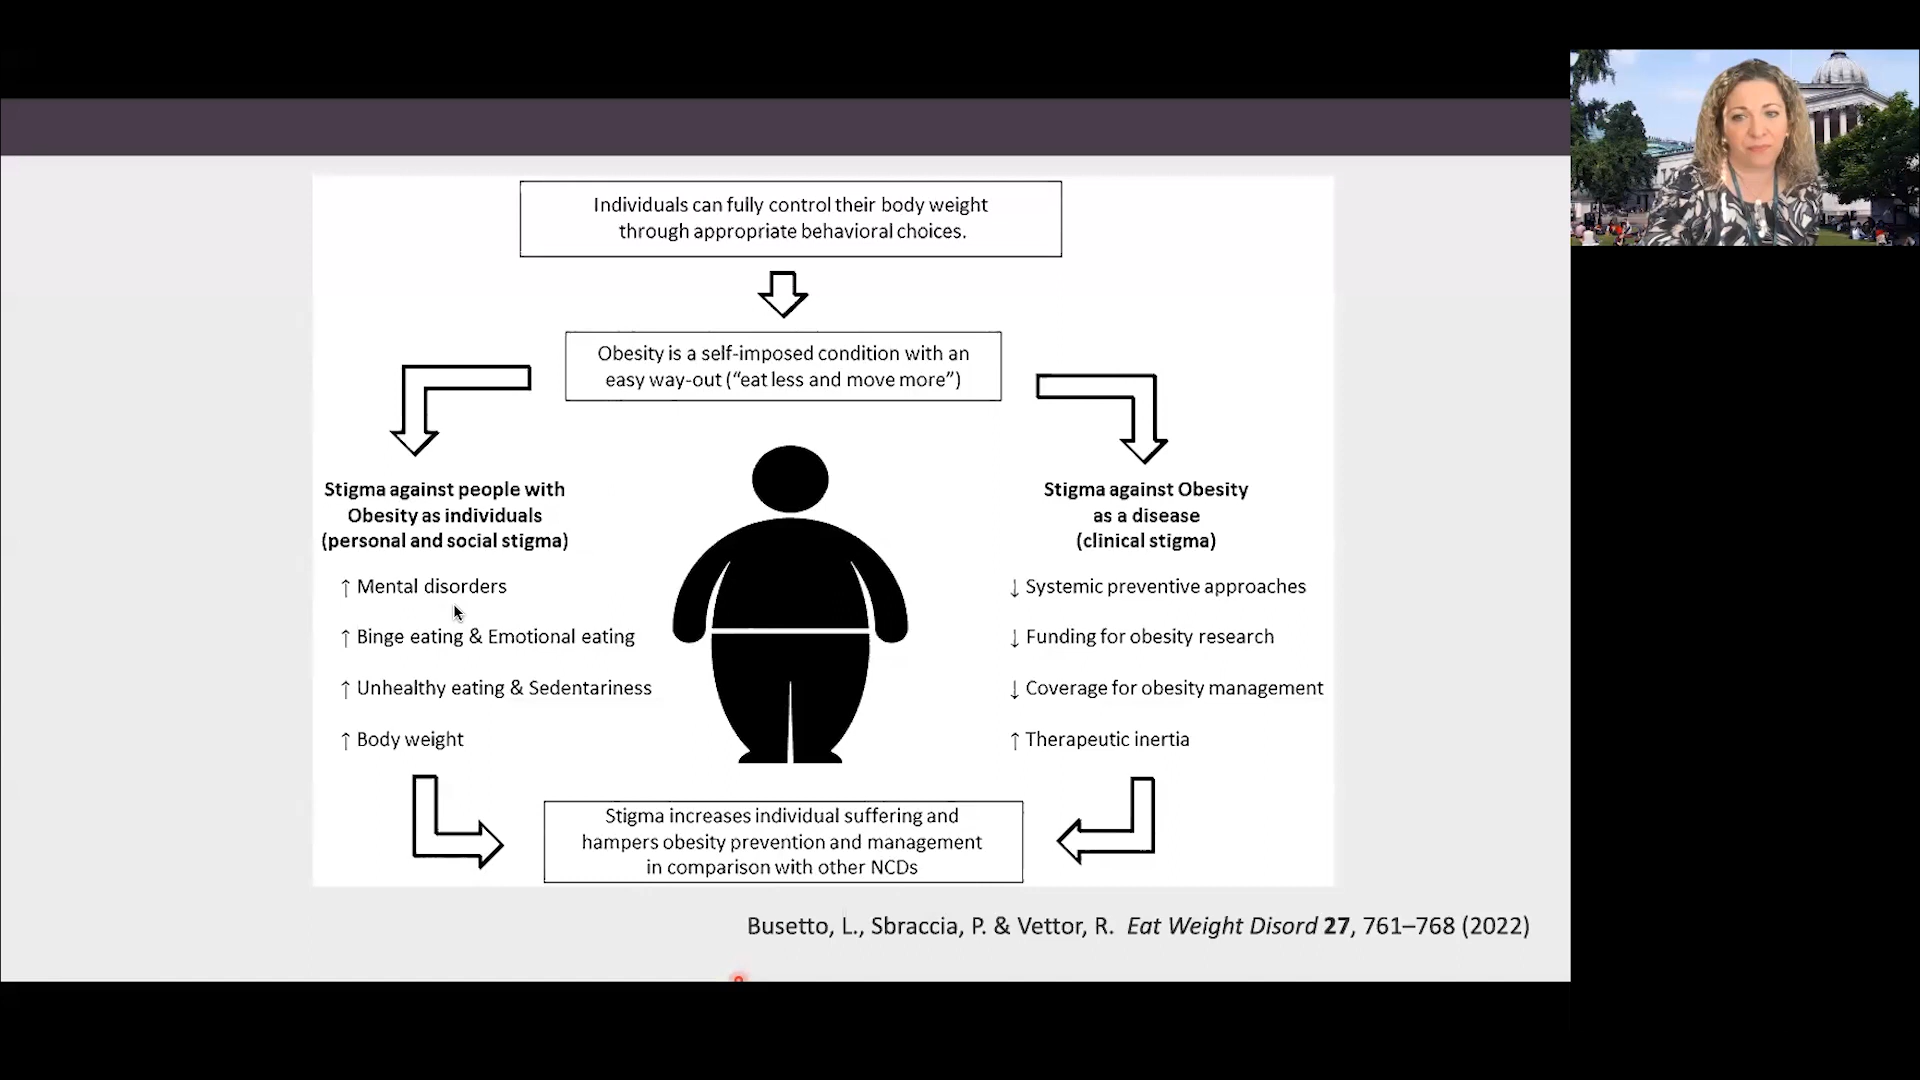 Individuals can fully control their body weight
through appropriate behavioral choices.
Obesity is a self-imposed condition with an
easy way-out (“eat less and move more”)
Stigma against people with
Obesity as individuals
(personal and social stigma)
↑ Mental disorders
↑ Binge eating & Emotional eating
↑ Unhealthy eating & Sedentariness
↑ Body weight
Stigma against Obesity
as a disease
(clinical stigma)
↓ Systemic preventive approaches
↓ Funding for obesity research
↓ Coverage for obesity management
↑ Therapeutic inertia
Stigma increases individual suffering and
hampers obesity prevention and management
in comparison with other NCDs
Busetto, L., Sbraccia, P. & Vettor, R. Eat Weight Disord 27, 761–768 (2022)